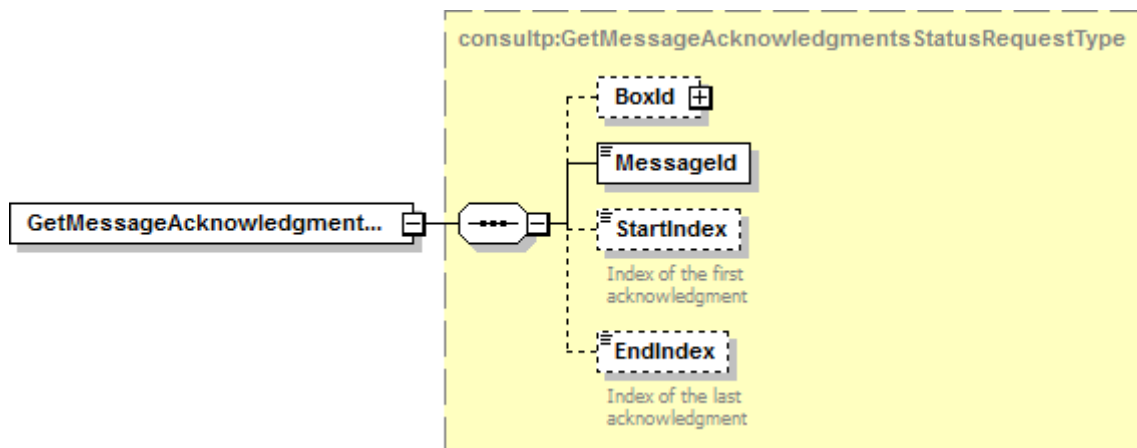 consultp:GetMessageAcknowledgmentsStatusRequestType
BoxId
MessageId
GetMessageAcknowledgment...
StartIndex
Index of the first
acknowledgment
EndIndex
Index of the last
acknowledgment